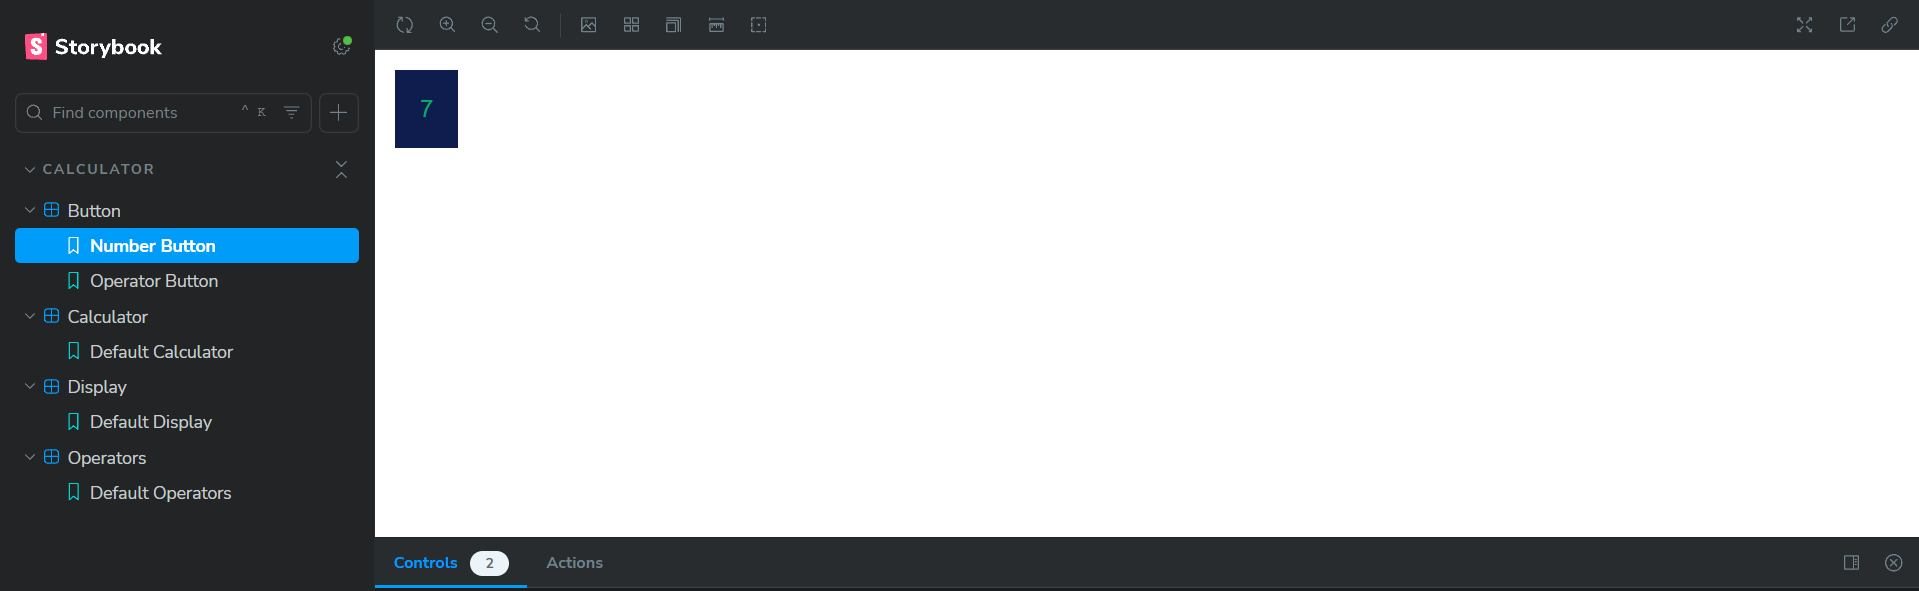 Storybook
Find components ^ K
CALCULATOR
Button
Number Button
Operator Button
Calculator
Default Calculator
Display
Default Display
Operators
Default Operators
7
Controls 2 Actions